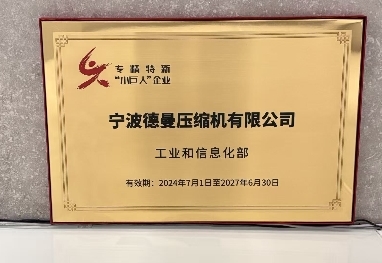 专精特新
“小巨人”企业
宁波德曼压缩机有限公司
工业和信息化部
有效期：2024年7月1日至2027年6月30日